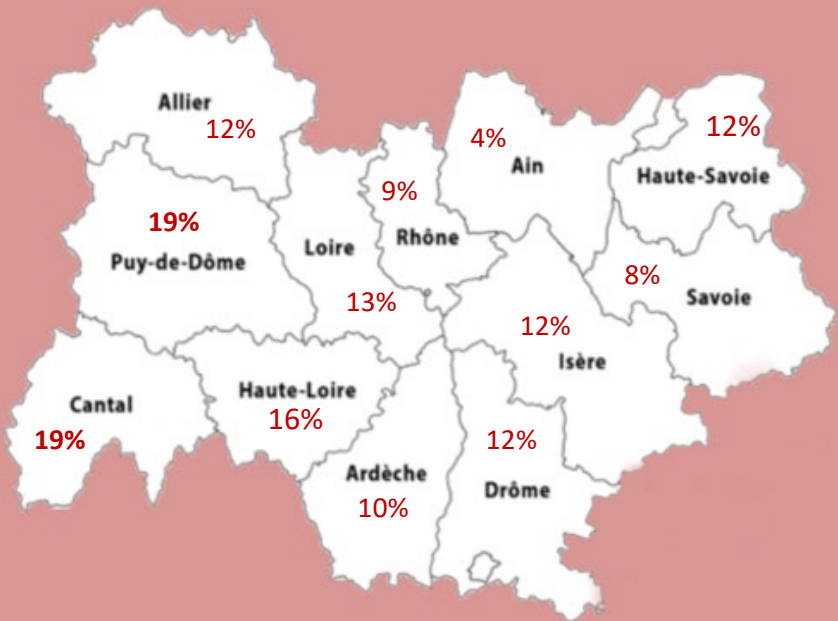 Allier
12%
4%
Ain
12%
Haute-Savoie
9%
Rhône
19%
Puy-de-Dôme
Loire
13%
8%
Savoie
12%
Isère
Cantal
19%
Haute-Loire
16%
Ardèche
10%
12%
Drôme